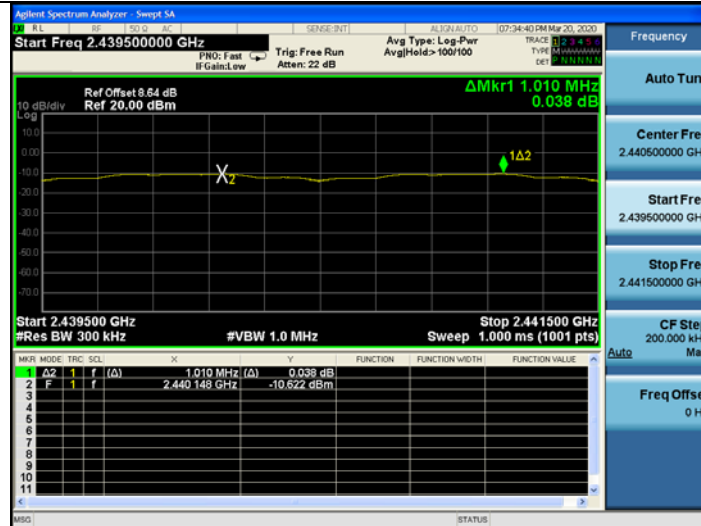 Agilent Spectrum Analyzer - Swept SA
RL RF 50 Ω AC SENSE:INT ALIGN AUTO 07:34:40 PM Mar 20, 2020
Start Freq 2.439500000 GHz
PNO: Fast
IFGain:Low
Trig: Free Run
Atten: 22 dB
Avg Type: Log-Pwr
Avg|Hold:>100/100
TRACE 1 2 3 4 5 6
TYPE M
DET P N N N N N
Frequency
Auto Tun
Center Fre
2.440500000 GH
Start Fre
2.439500000 GH
Stop Fre
2.441500000 GH
CF Ste
200.000 kH
Auto Ma
Freq Offse
0 H
ΔMkr1 1.010 MHz
0.038 dB
Ref Offset 8.64 dB
10 dB/div Ref 20.00 dBm
Log
10.0
0.00
-10.0
-20.0
-30.0
-40.0
-50.0
-60.0
-70.0
X2
1Δ2
Start 2.439500 GHz Stop 2.441500 GHz
#Res BW 300 kHz #VBW 1.0 MHz Sweep 1.000 ms (1001 pts)
MKR MODE TRC SCL X Y FUNCTION FUNCTION WIDTH FUNCTION VALUE
1 Δ2 1 f (Δ) 1.010 MHz (Δ) 0.038 dB
2 F 1 f 2.440 148 GHz -10.622 dBm
3
4
5
6
7
8
9
10
11
MSG STATUS